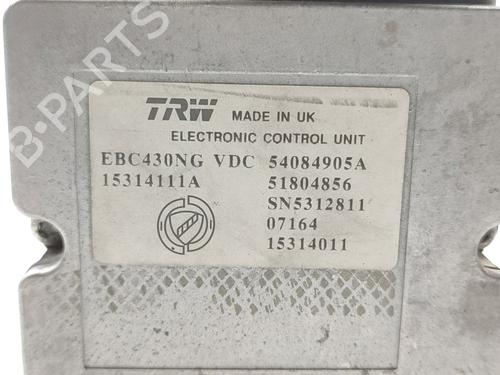 B-PARTS
TRW MADE IN UK
ELECTRONIC CONTROL UNIT
EBC430NG VDC 54084905A
15314111A 51804856
SN5312811
07164
15314011